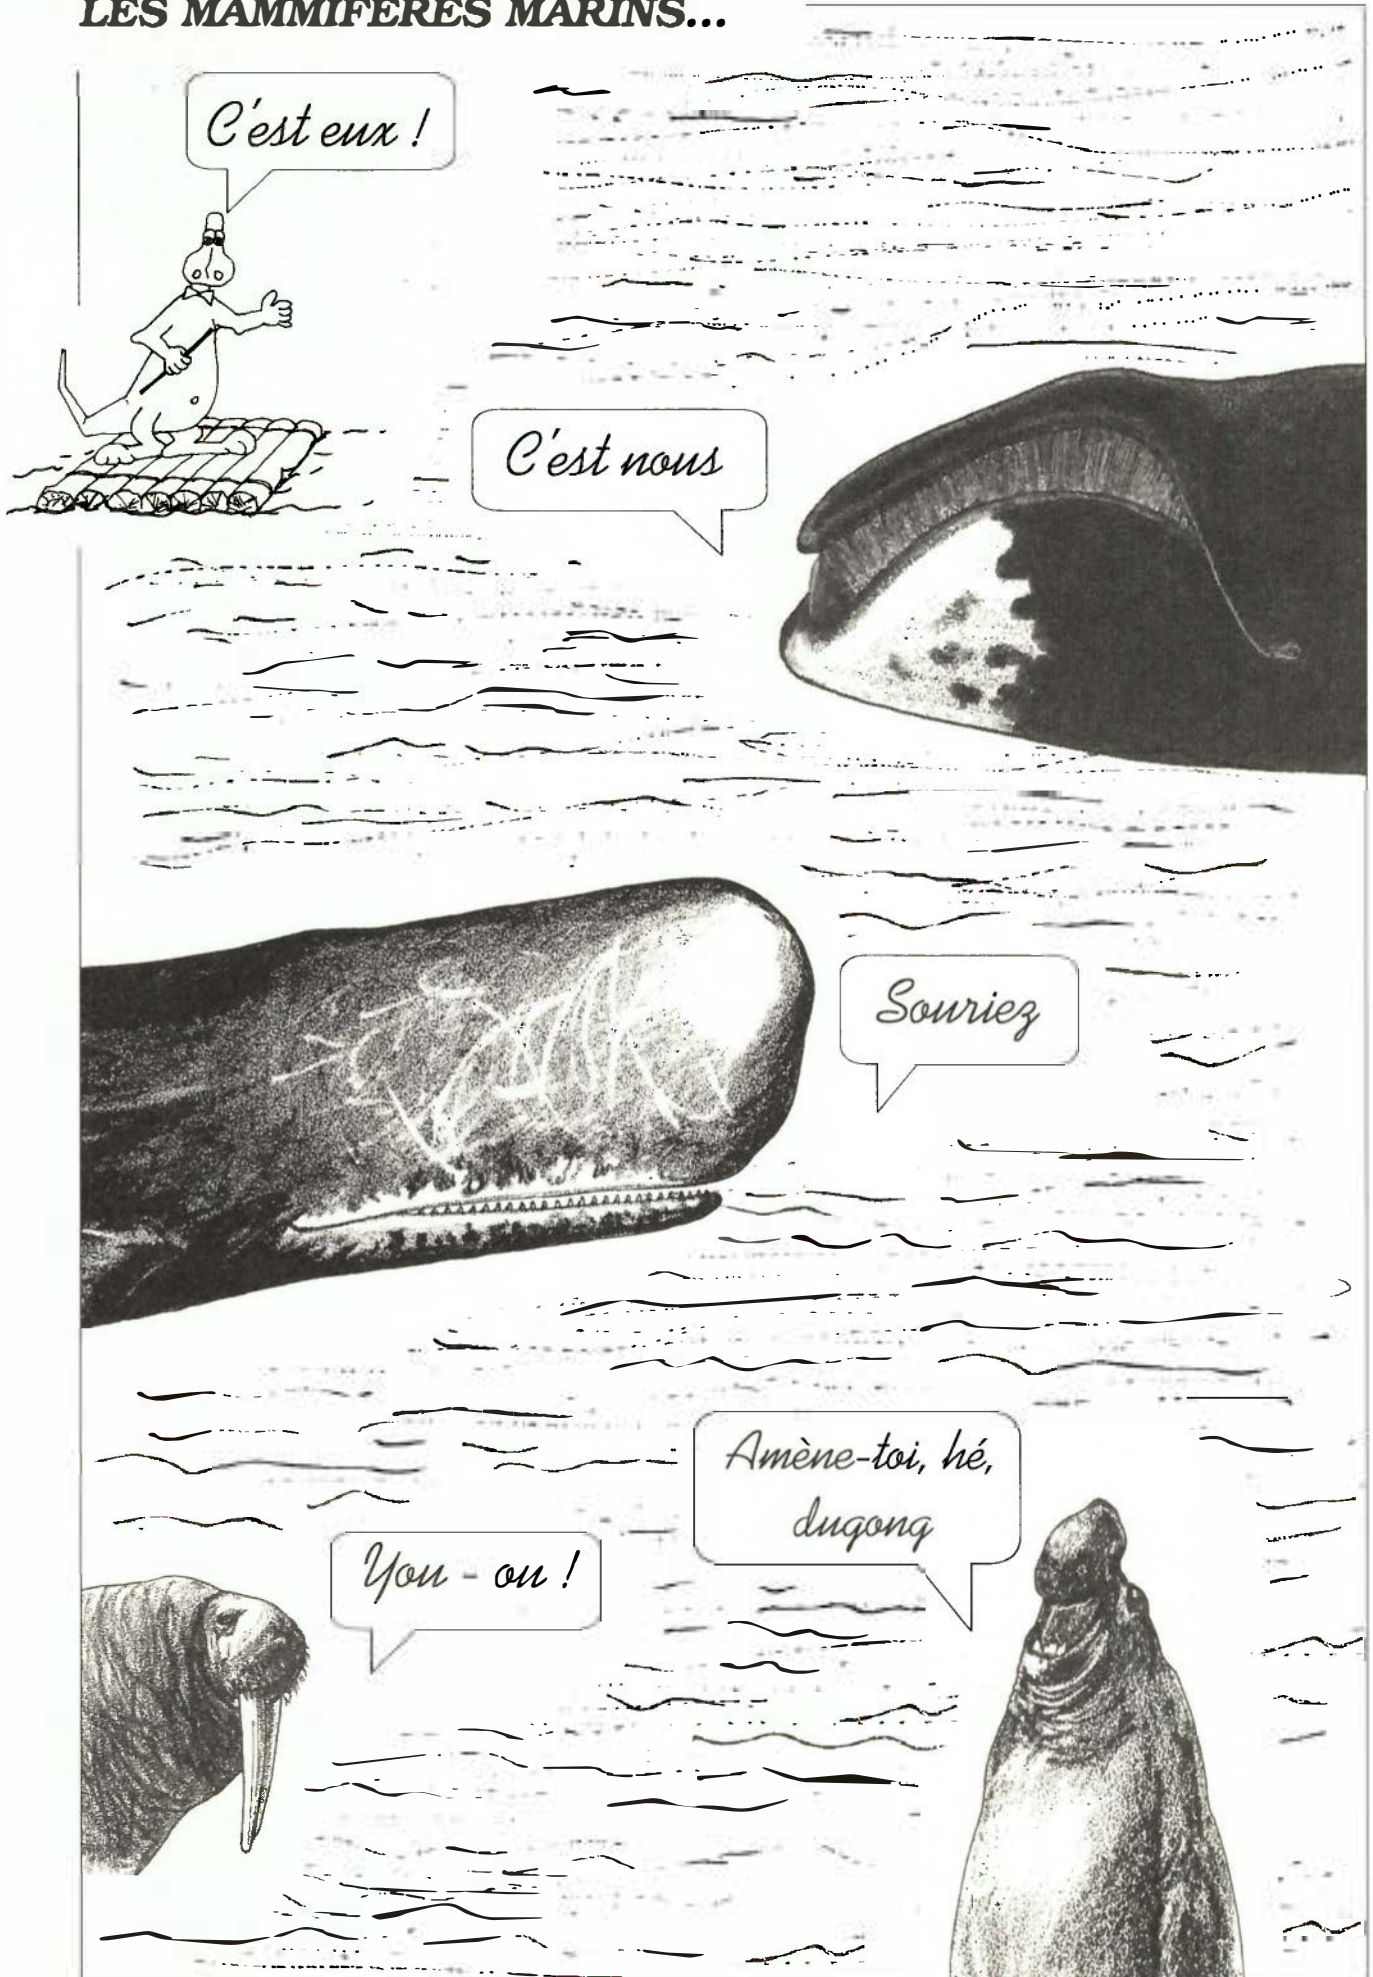 LES MAMMIFÈRES MARINS...
C'est eux !
C'est nous
Souriez
Amène-toi, hé,
dugong
You - ou !